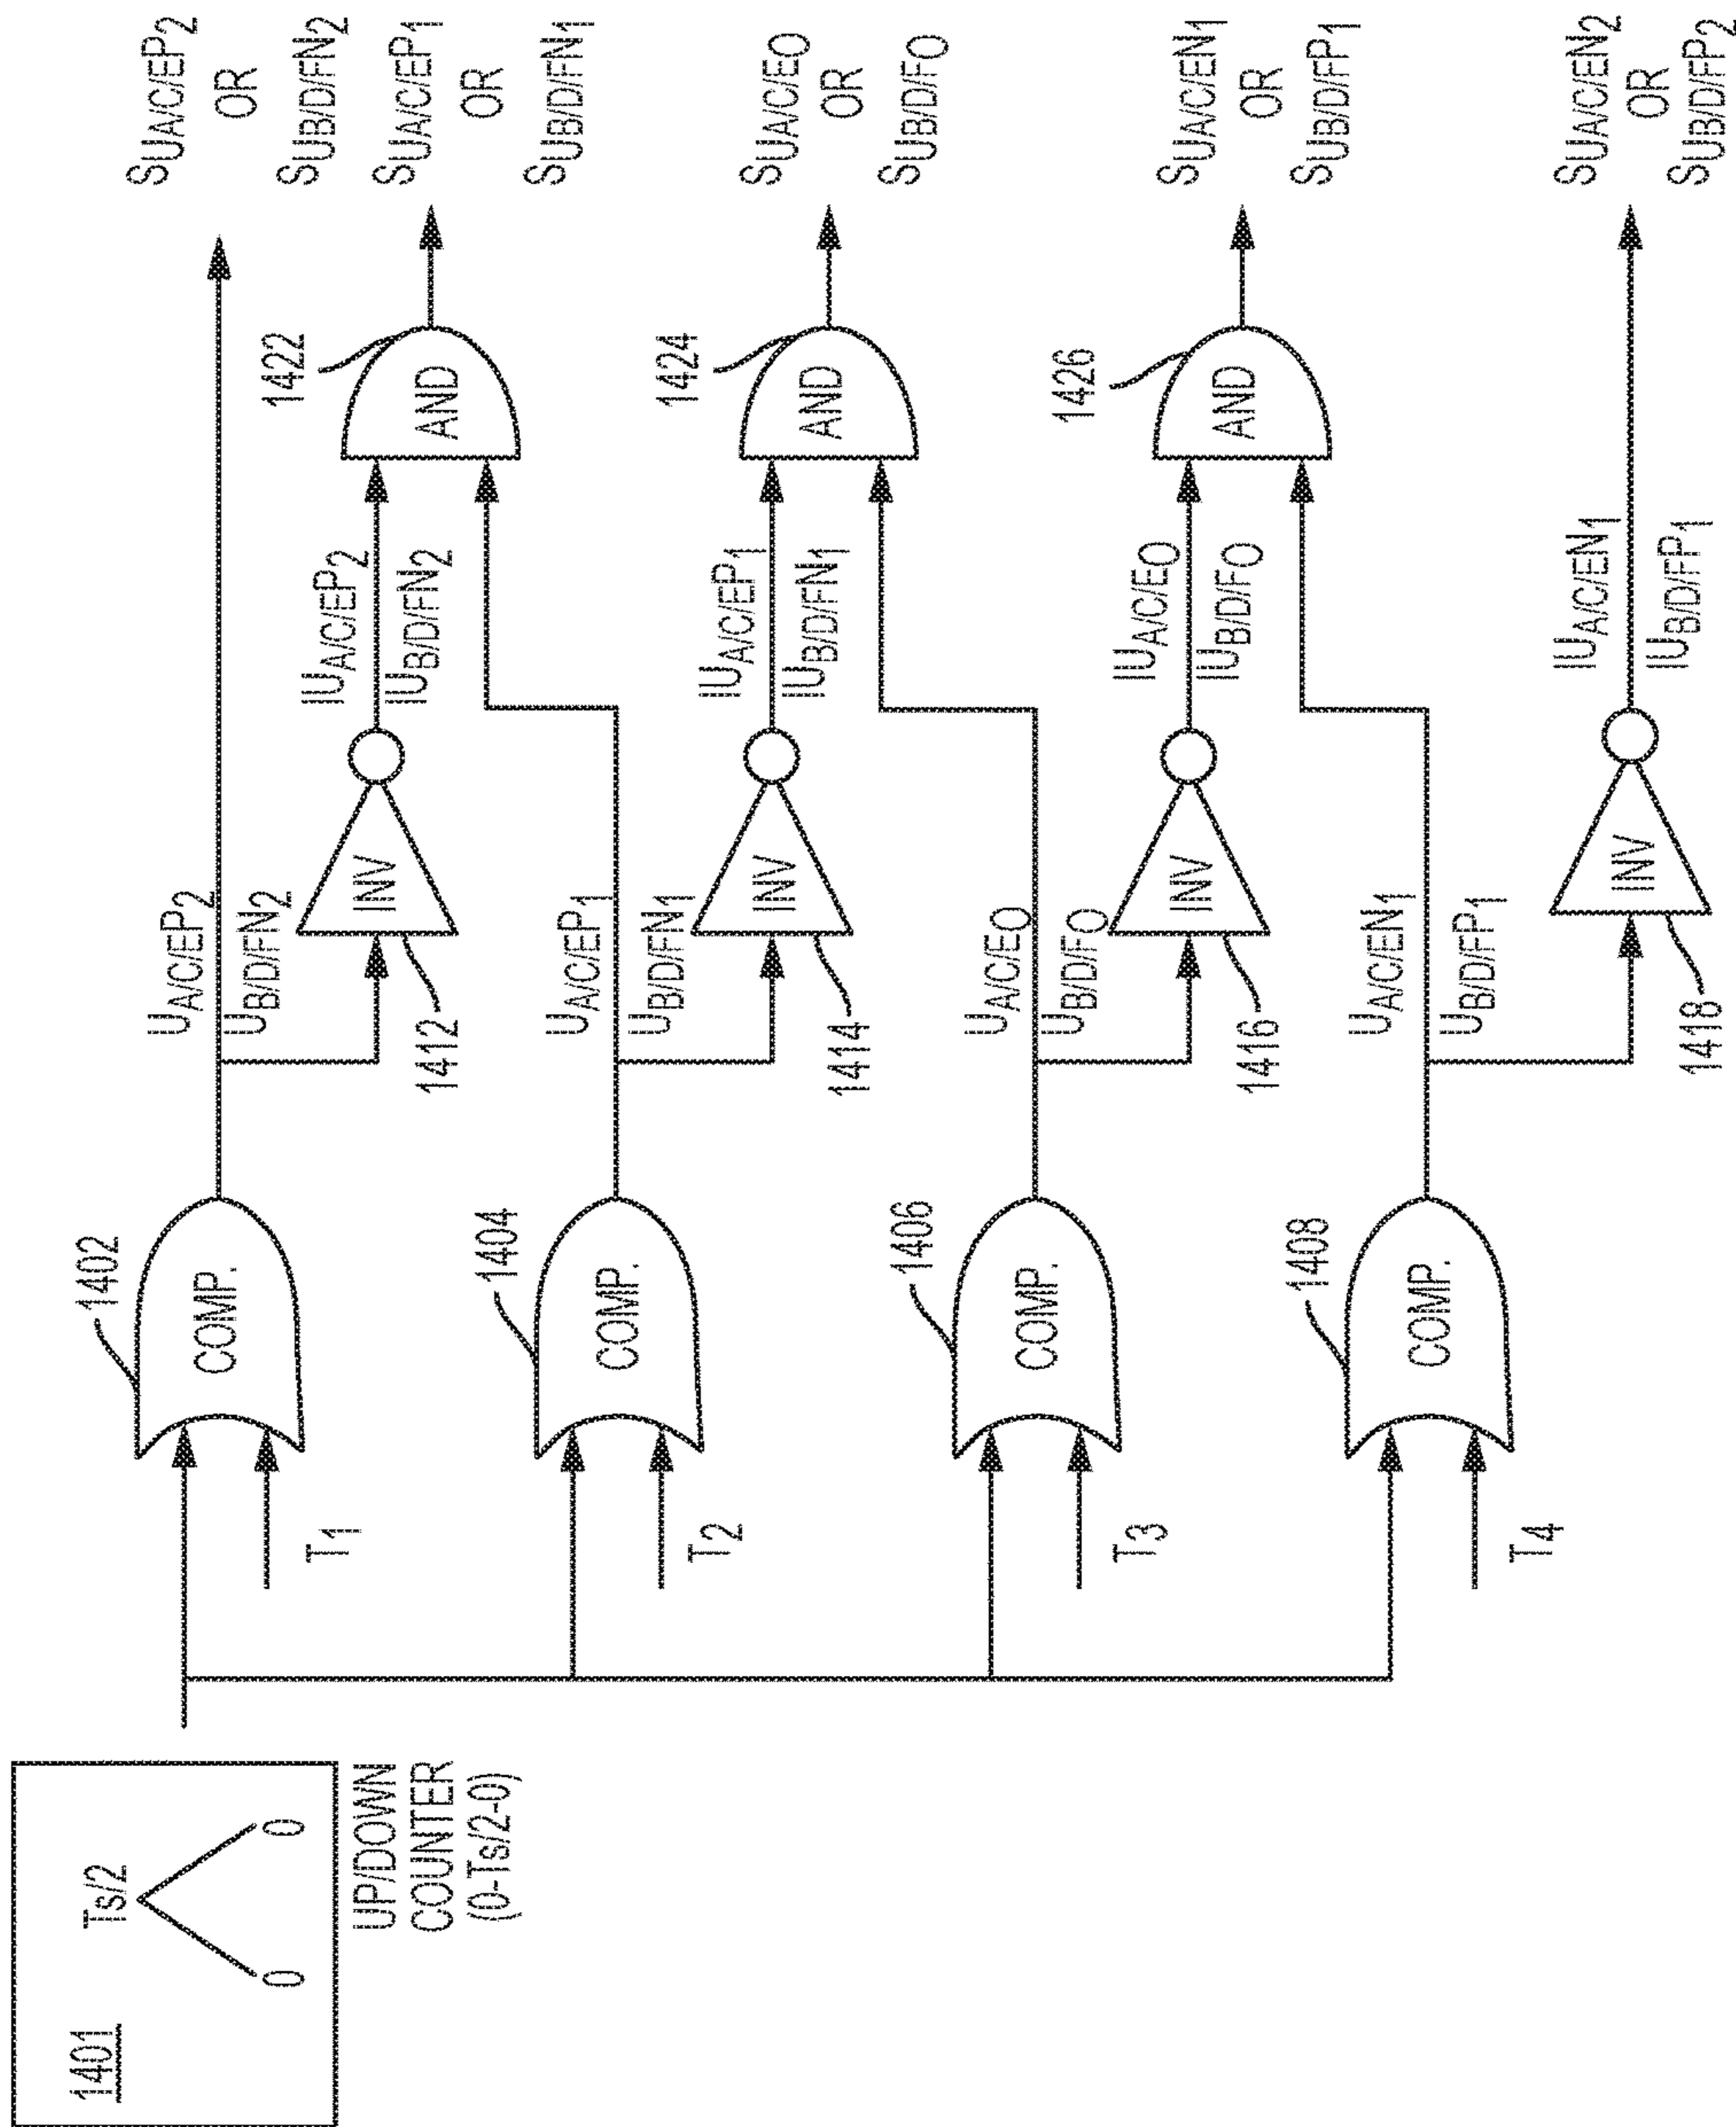 1401
Ts/2
0
0
UP/DOWN
COUNTER
(0-Ts/2-0)
T1
T2
T3
T4
1402
COMP.
1404
COMP.
1406
COMP.
1408
COMP.
UA/C/EP2
UB/D/FN2
1412
INV
IUA/C/EP2
IUB/D/FN2
UA/C/EP1
UB/D/FN1
1414
INV
IUA/C/EP1
IUB/D/FN1
UA/C/EO
UB/D/FO
1416
INV
IUA/C/EO
IUB/D/FO
UA/C/EN1
UB/D/FP1
1418
INV
IUA/C/EN1
IUB/D/FP1
1422
AND
1424
AND
1426
AND
SUA/C/EP2
OR
SUB/D/FN2
SUA/C/EP1
OR
SUB/D/FN1
SUA/C/EO
OR
SUB/D/FO
SUA/C/EN1
OR
SUB/D/FP1
SUA/C/EN2
OR
SUB/D/FP2